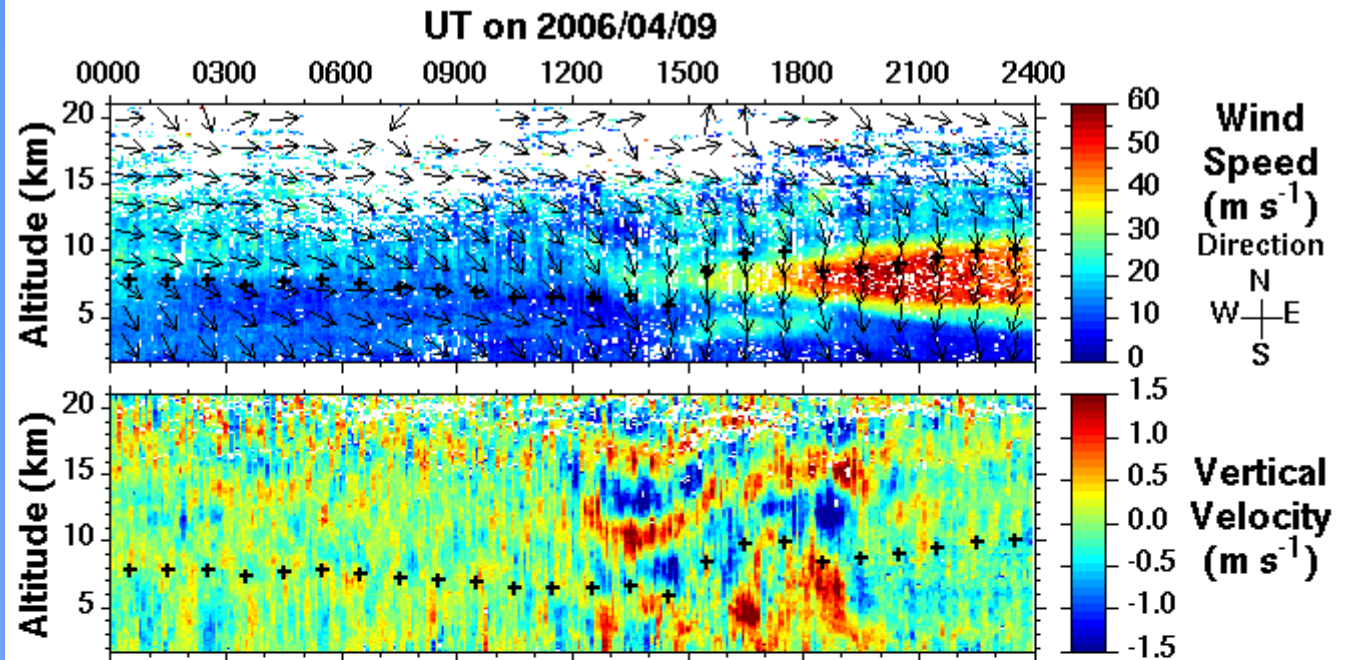 UT on 2006/04/09
0000 0300 0600 0900 1200 1500 1800 2100 2400
Altitude (km)
20
15
10
5
60
50
40
30
20
10
0
Wind
Speed
(m s⁻¹)
Direction
N
W E
S
Altitude (km)
20
15
10
5
1.5
1.0
0.5
0.0
-0.5
-1.0
-1.5
Vertical
Velocity
(m s⁻¹)